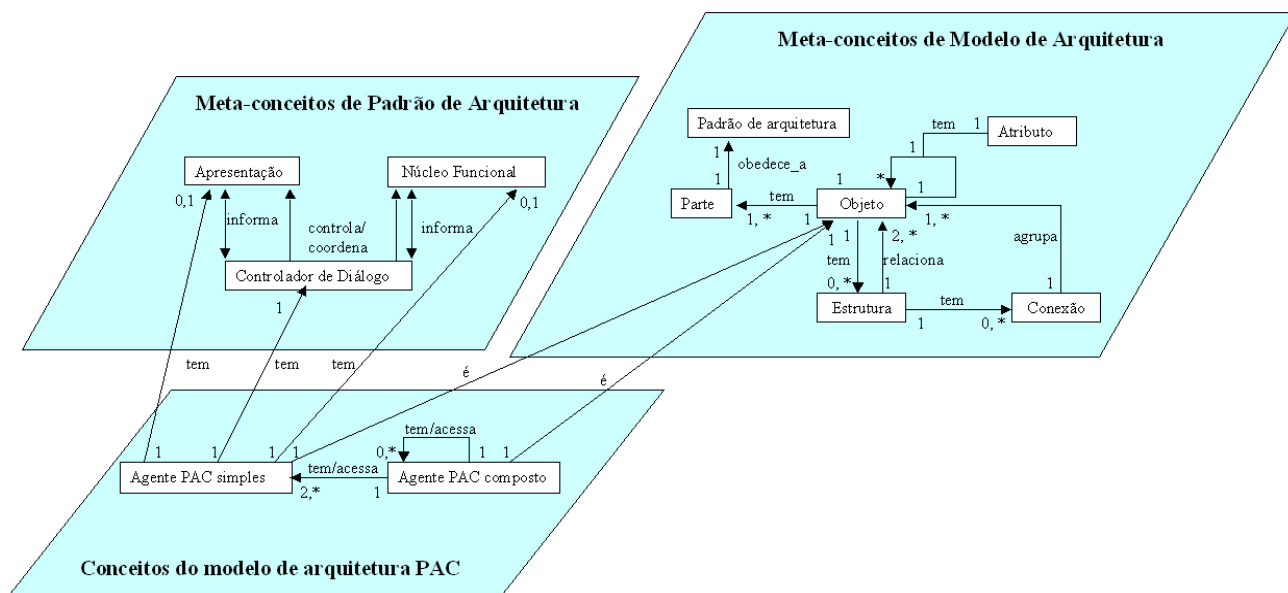 Meta-conceitos de Modelo de Arquitetura
Meta-conceitos de Padrão de Arquitetura
Padrão de arquitetura
tem
1
Atributo
1
1
obedece_a
*
Apresentação
Núcleo Funcional
1
1
1
tem
Parte
Objeto
0,1
0,1
1, *
1
1, *
informa
controla/
coordena
informa
1
1
2, *
agrupa
tem
relaciona
Controlador de Diálogo
0, *
1
1
1
Estrutura
tem
Conexão
1
0, *
tem
tem
tem
é
é
tem/acessa
1
1
1
1
0,*
1
1
tem/acessa
Agente PAC simples
Agente PAC composto
2,*
1
Conceitos do modelo de arquitetura PAC